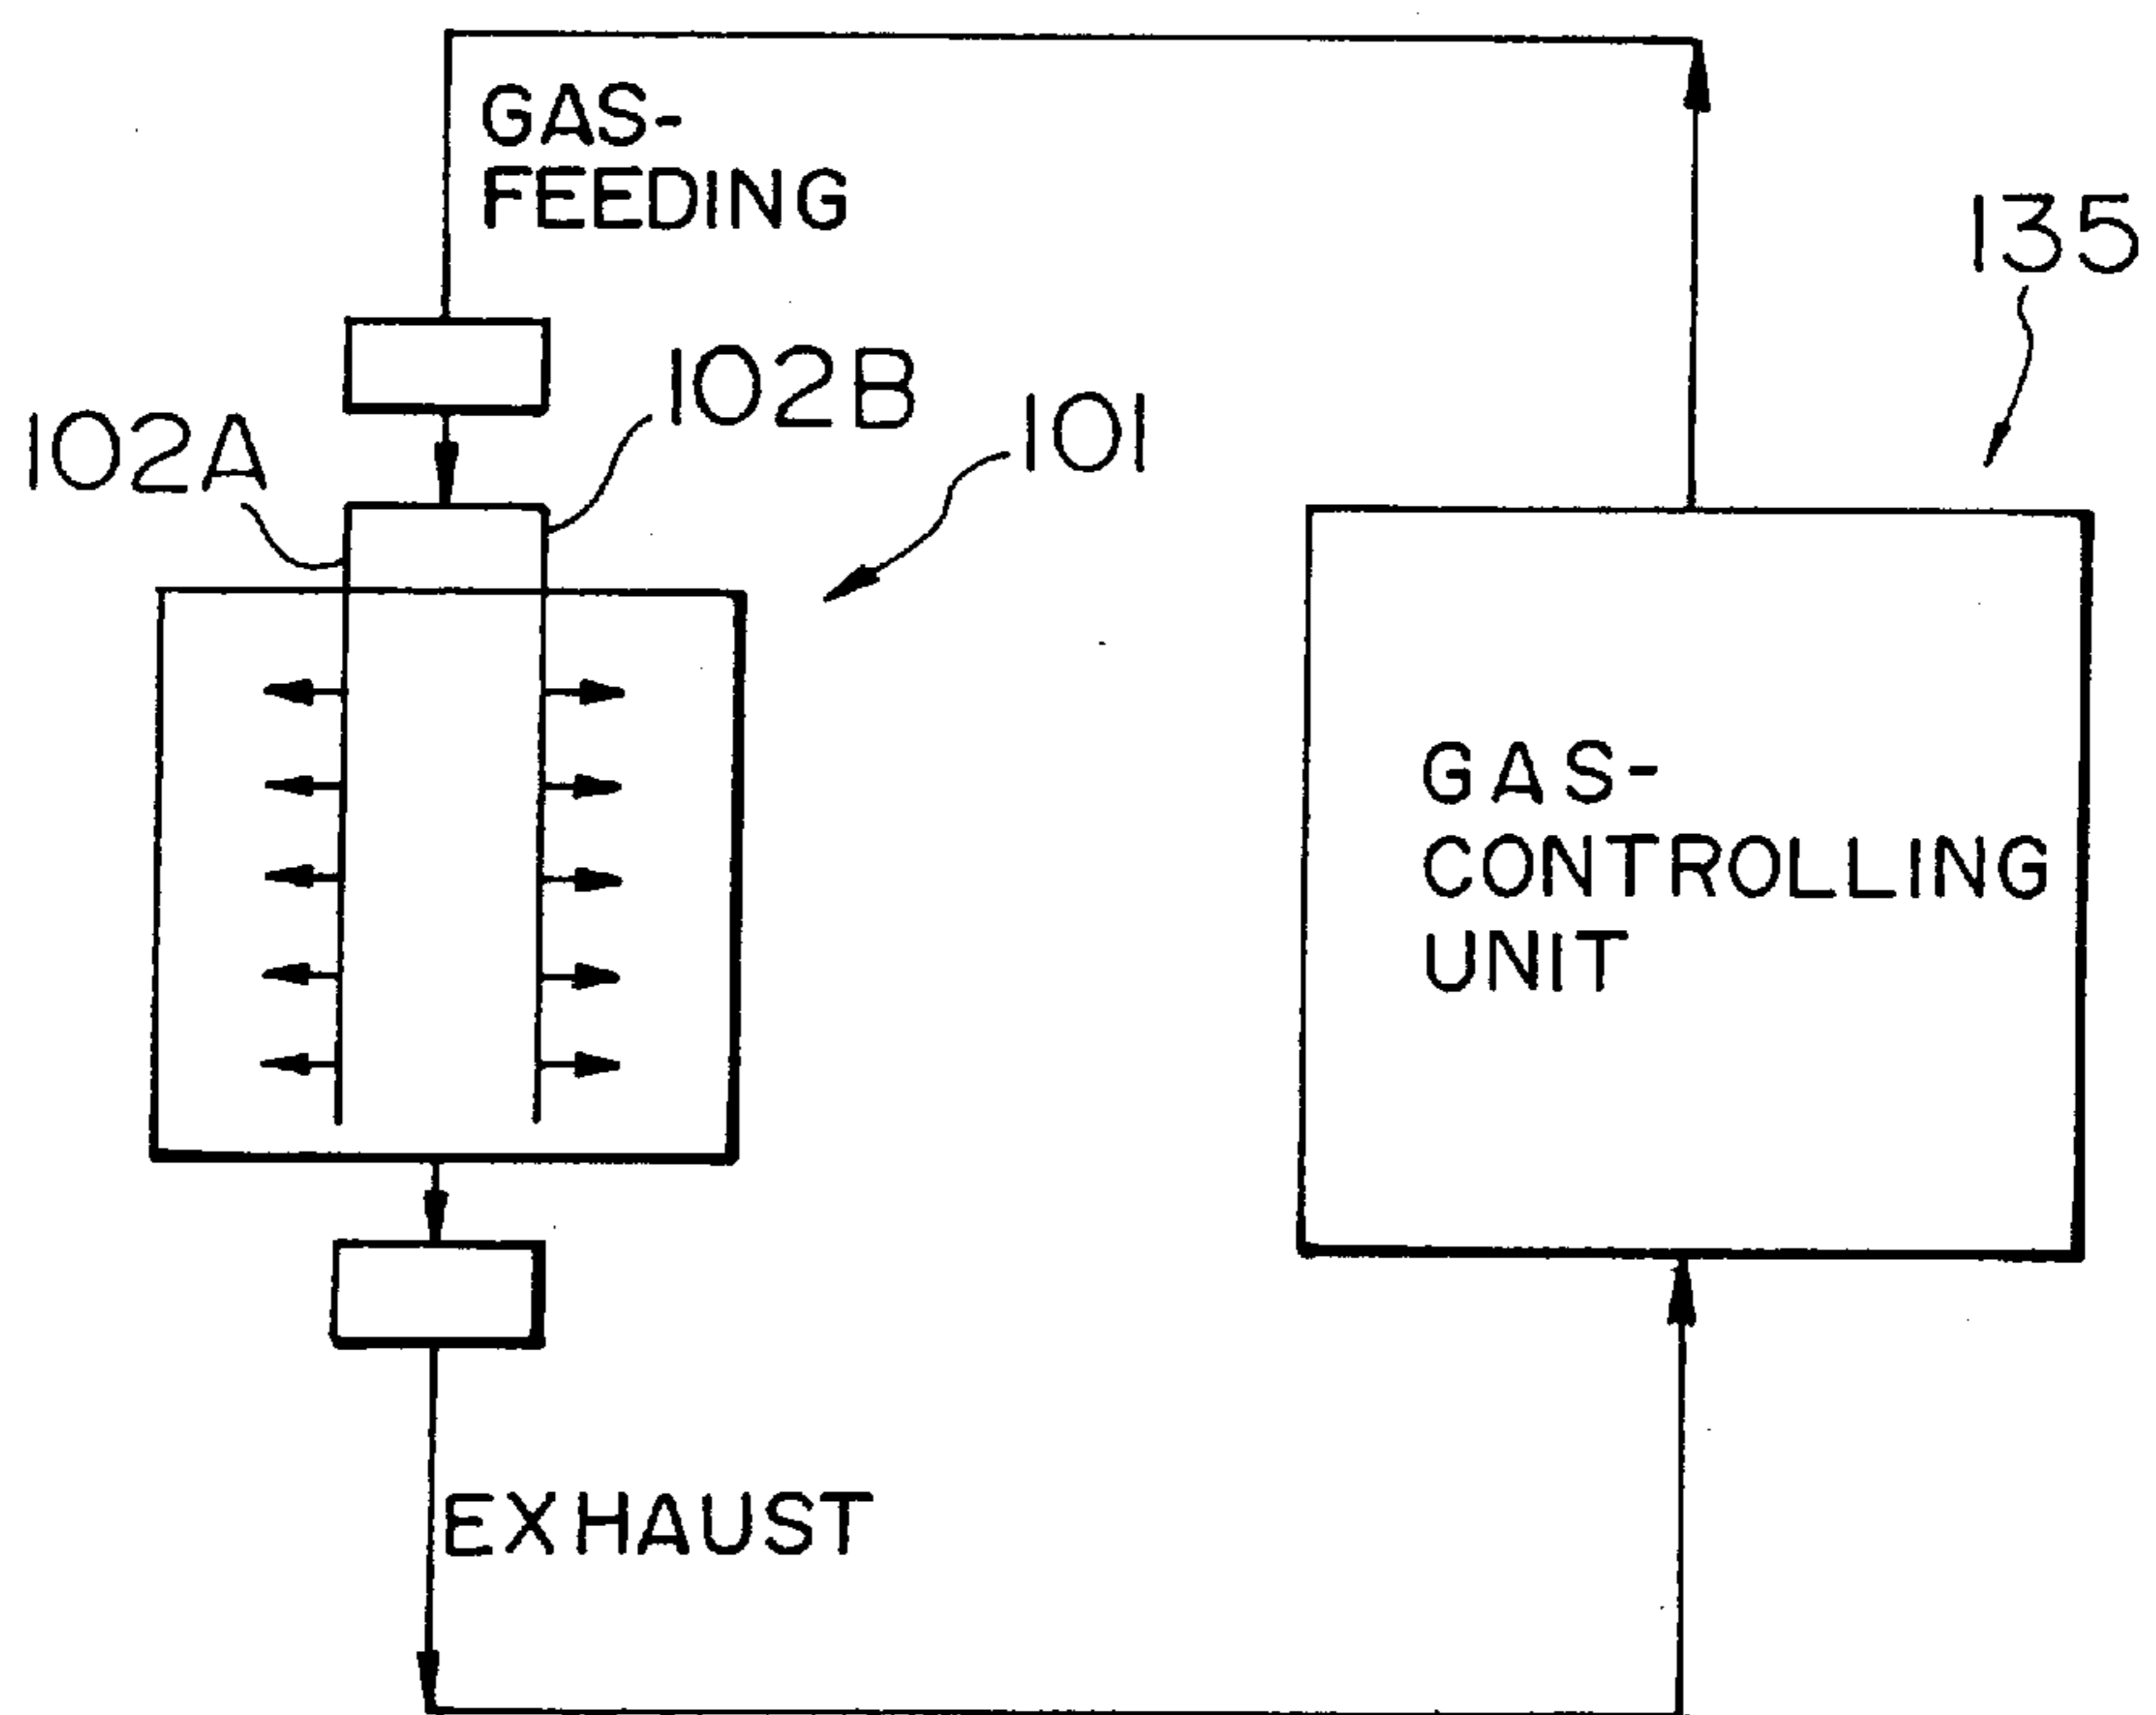 GAS-
FEEDING
135
102B
101
102A
GAS-
CONTROLLING
UNIT
EXHAUST